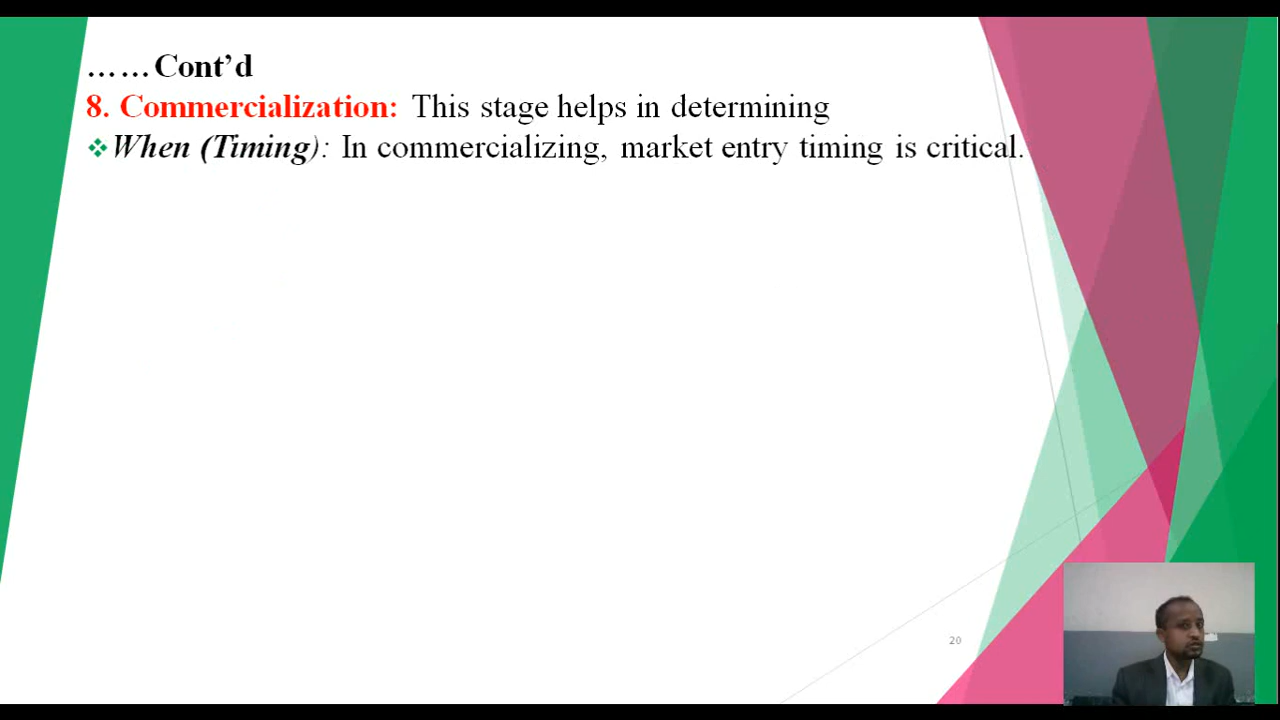 ……Cont’d
8. Commercialization: This stage helps in determining
❖When (Timing): In commercializing, market entry timing is critical.
20